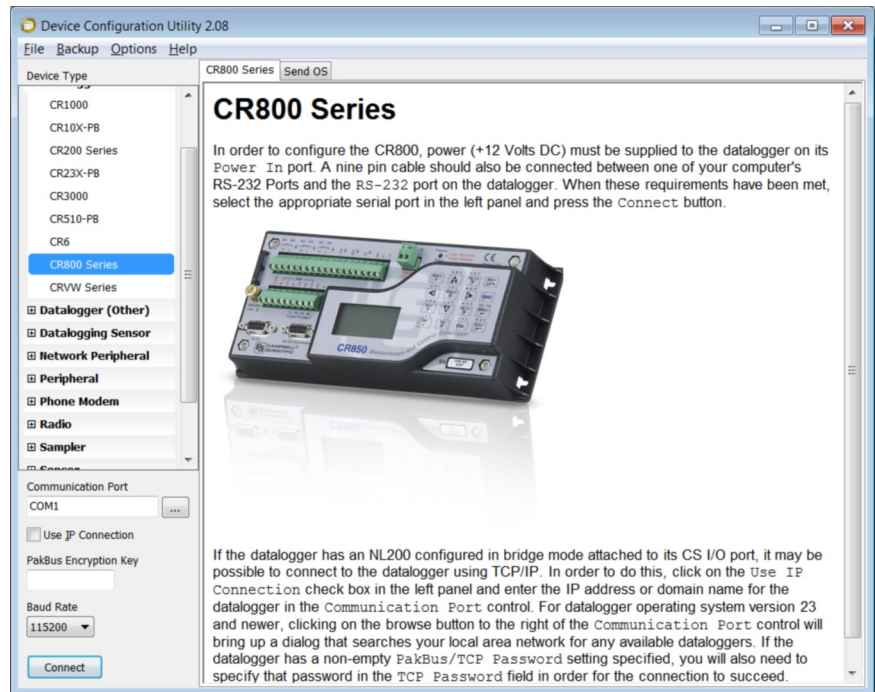 Device Configuration Utility 2.08
File Backup Options Help
Device Type
CR1000
CR10X-PB
CR200 Series
CR23X-PB
CR3000
CR510-PB
CR6
CR800 Series
CRVW Series
Datalogger (Other)
Datalogging Sensor
Network Peripheral
Peripheral
Phone Modem
Radio
Sampler
Communication Port
COM1
...
Use IP Connection
PakBus Encryption Key
Baud Rate
115200
Connect
CR800 Series Send OS
CR800 Series
In order to configure the CR800, power (+12 Volts DC) must be supplied to the datalogger on its
Power In port. A nine pin cable should also be connected between one of your computer's
RS-232 Ports and the RS-232 port on the datalogger. When these requirements have been met,
select the appropriate serial port in the left panel and press the Connect button.
CAMPBELL
SCIENTIFIC
CR850 Measurement and Control Datalogger
If the datalogger has an NL200 configured in bridge mode attached to its CS I/O port, it may be
possible to connect to the datalogger using TCP/IP. In order to do this, click on the Use IP
Connection check box in the left panel and enter the IP address or domain name for the
datalogger in the Communication Port control. For datalogger operating system version 23
and newer, clicking on the browse button to the right of the Communication Port control will
bring up a dialog that searches your local area network for any available dataloggers. If the
datalogger has a non-empty PakBus/TCP Password setting specified, you will also need to
specify that password in the TCP Password field in order for the connection to succeed.